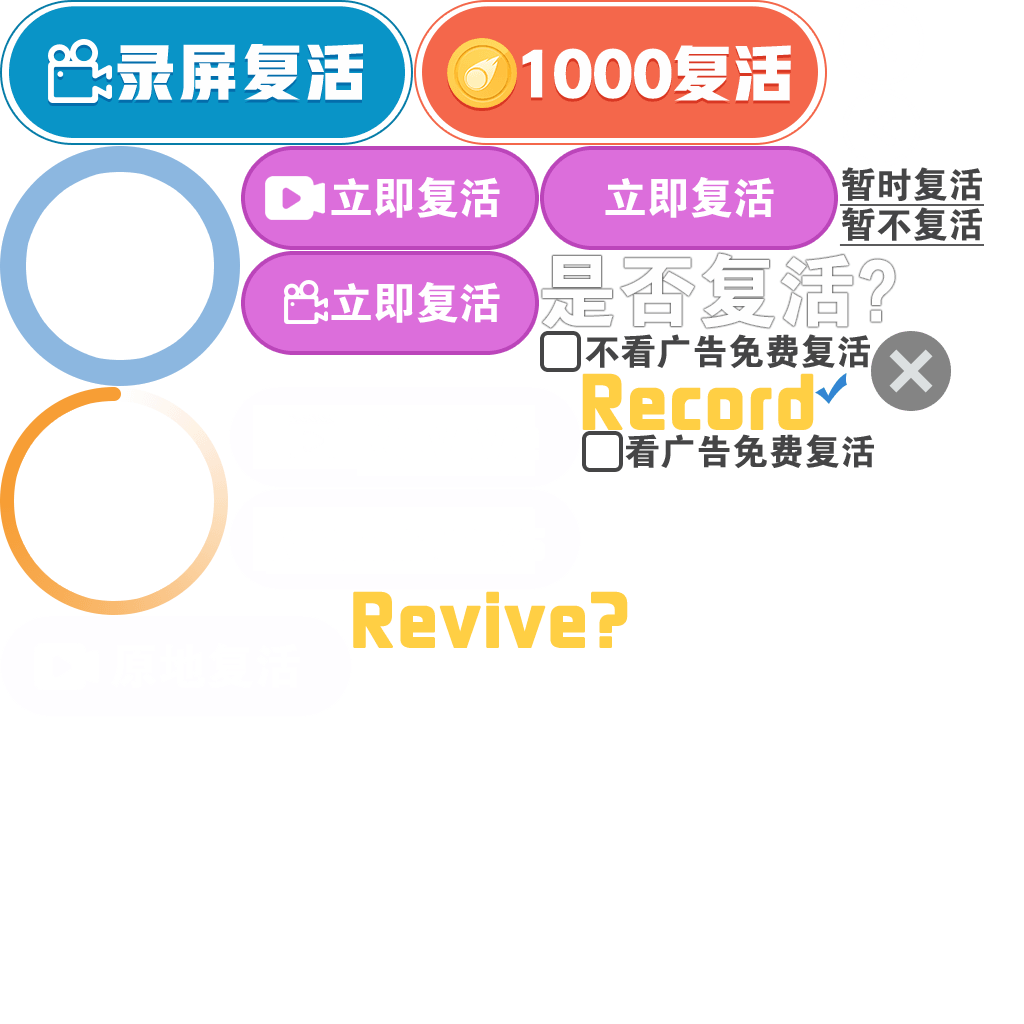 录屏复活
1000复活
立即复活
立即复活
暂时复活
暂不复活
立即复活
是否复活?
不看广告免费复活
Record
看广告免费复活
Revive?